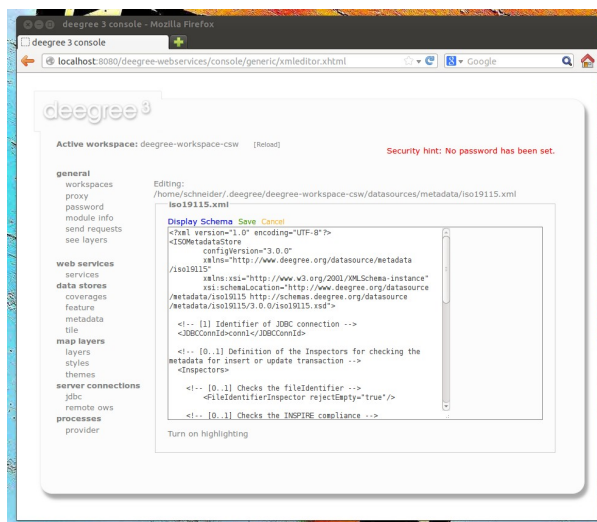 deegree 3 console - Mozilla Firefox
deegree 3 console
localhost:8080/deegree-webservices/console/generic/xmleditor.xhtml
Google
deegree 3
Active workspace: deegree-workspace-csw [Reload]
Security hint: No password has been set.
general
workspaces
proxy
password
module info
send requests
see layers
web services
services
data stores
coverages
feature
metadata
tile
map layers
layers
styles
themes
server connections
jdbc
remote ows
processes
provider
Editing:
/home/schneider/.deegree/deegree-workspace-csw/datasources/metadata/iso19115.xml
iso19115.xml
Display Schema Save Cancel
<?xml version="1.0" encoding="UTF-8"?>
<ISOMetadataStore
configVersion="3.0.0"
xmlns="http://www.deegree.org/datasource/metadata
/iso19115"
xmlns:xsi="http://www.w3.org/2001/XMLSchema-instance"
xsi:schemaLocation="http://www.deegree.org/datasource
/metadata/iso19115 http://schemas.deegree.org/datasource
/metadata/iso19115/3.0.0/iso19115.xsd">
<!-- [1] Identifier of JDBC connection -->
<JDBCConnId>conn1</JDBCConnId>
<!-- [0..1] Definition of the Inspectors for checking the
metadata for insert or update transaction -->
<Inspectors>
<!-- [0..1] Checks the fileIdentifier -->
<FileIdentifierInspector rejectEmpty="true"/>
<!-- [0..1] Checks the INSPIRE compliance -->
Turn on highlighting